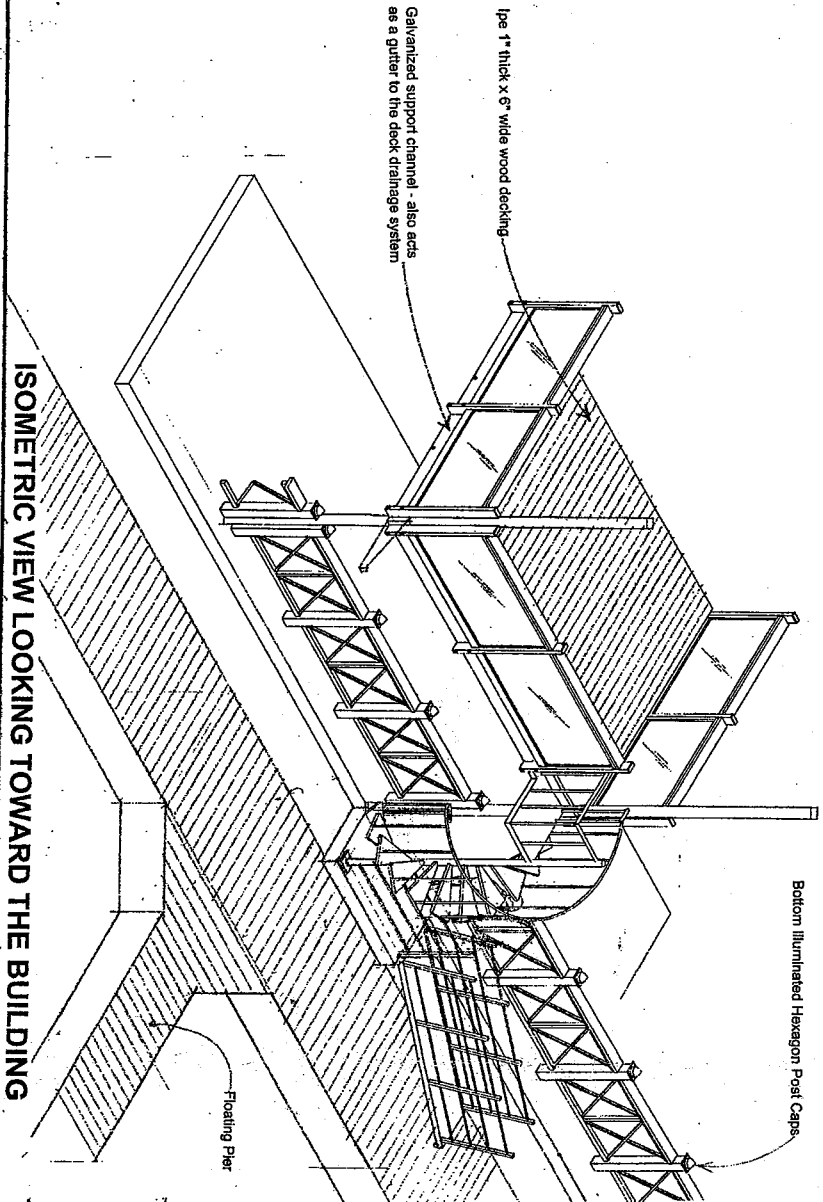 Ipe 1" thick x 6" wide wood decking
Galvanized support channel - also acts
as a gutter to the deck drainage system
Bottom Illuminated Hexagon Post Caps
Floating Pier
ISOMETRIC VIEW LOOKING TOWARD THE BUILDING